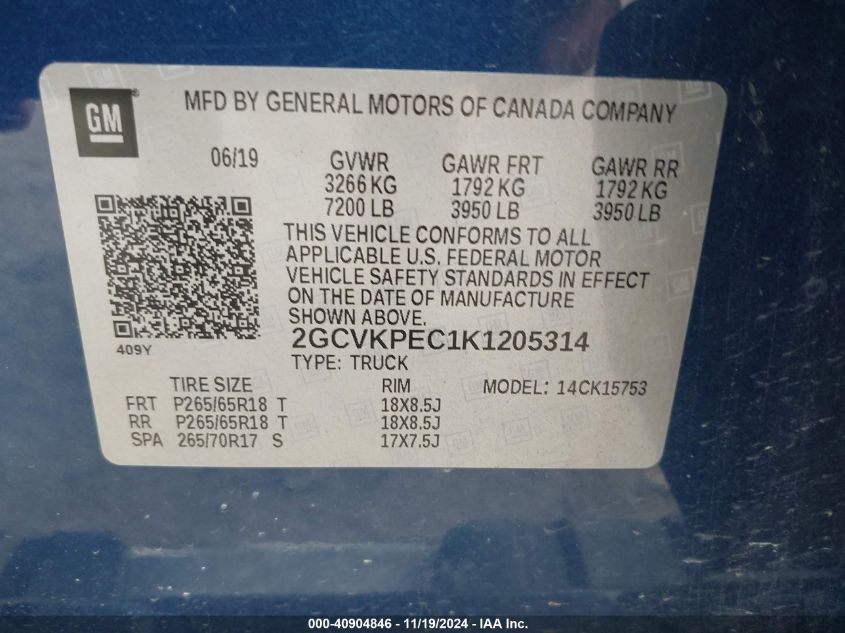 GM
MFD BY GENERAL MOTORS OF CANADA COMPANY
06/19 GVWR GAWR FRT GAWR RR
3266 KG 1792 KG 1792 KG
7200 LB 3950 LB 3950 LB
THIS VEHICLE CONFORMS TO ALL
APPLICABLE U.S. FEDERAL MOTOR
VEHICLE SAFETY STANDARDS IN EFFECT
ON THE DATE OF MANUFACTURE
SHOWN ABOVE.
2GCVKPEC1K1205314
409Y
TYPE: TRUCK
TIRE SIZE RIM MODEL: 14CK15753
FRT P265/65R18 T 18X8.5J
RR P265/65R18 T 18X8.5J
SPA 265/70R17 S 17X7.5J
000-40904846 - 11/19/2024 - IAA Inc.